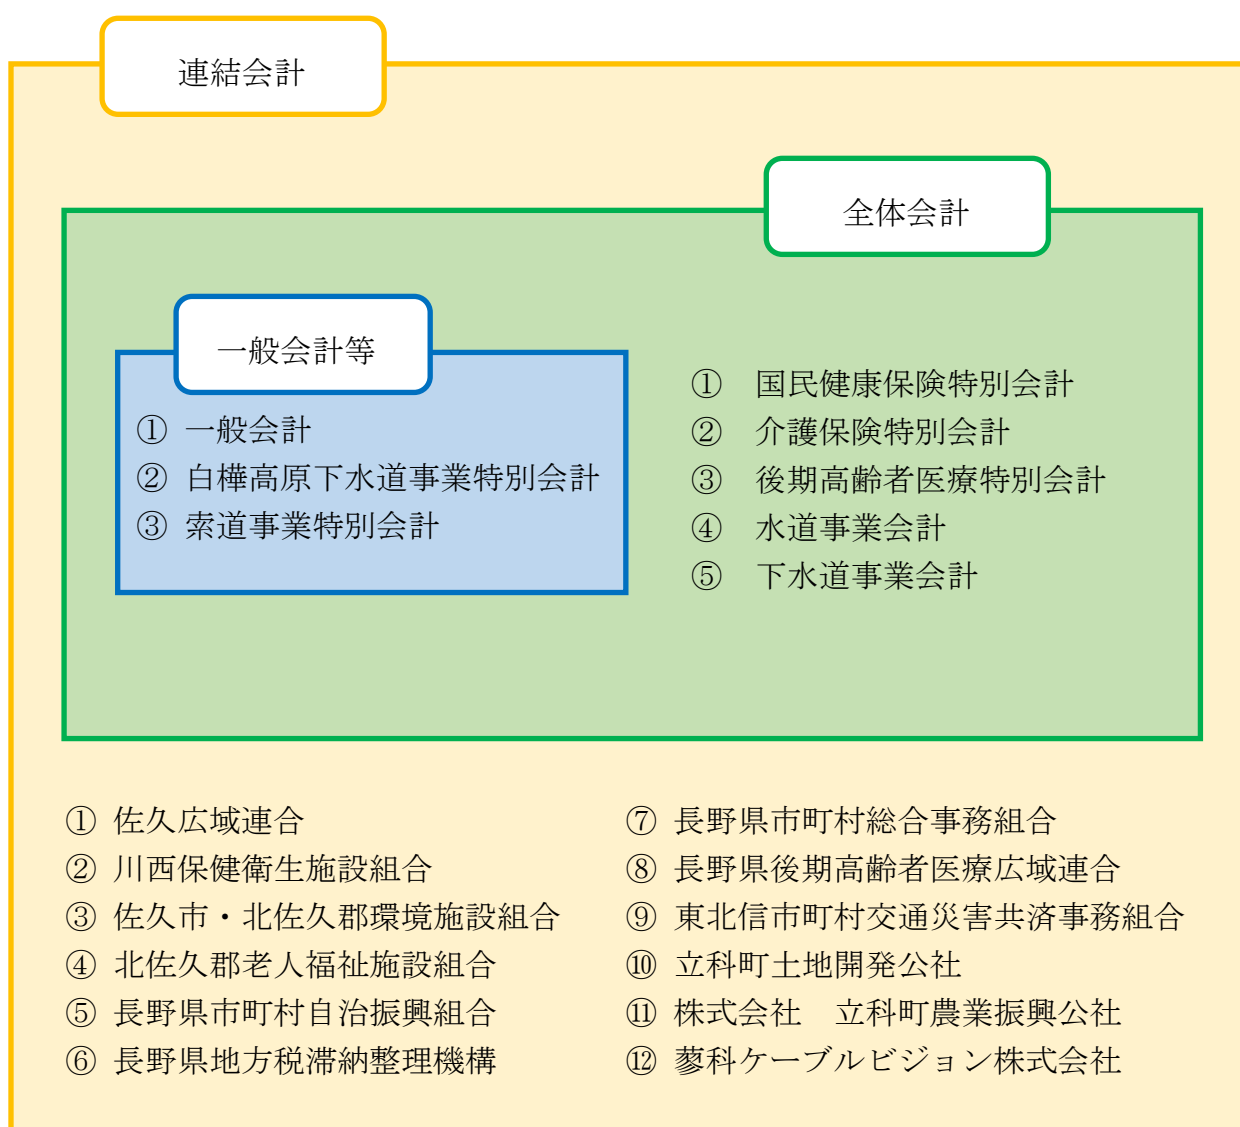 連結会計
全体会計
一般会計等
① 一般会計
② 白樺高原下水道事業特別会計
③ 索道事業特別会計
① 国民健康保険特別会計
② 介護保険特別会計
③ 後期高齢者医療特別会計
④ 水道事業会計
⑤ 下水道事業会計
① 佐久広域連合
② 川西保健衛生施設組合
③ 佐久市・北佐久郡環境施設組合
④ 北佐久郡老人福祉施設組合
⑤ 長野県市町村自治振興組合
⑥ 長野県地方税滞納整理機構
⑦ 長野県市町村総合事務組合
⑧ 長野県後期高齢者医療広域連合
⑨ 東北信市町村交通災害共済事務組合
⑩ 立科町土地開発公社
⑪ 株式会社　立科町農業振興公社
⑫ 蓼科ケーブルビジョン株式会社